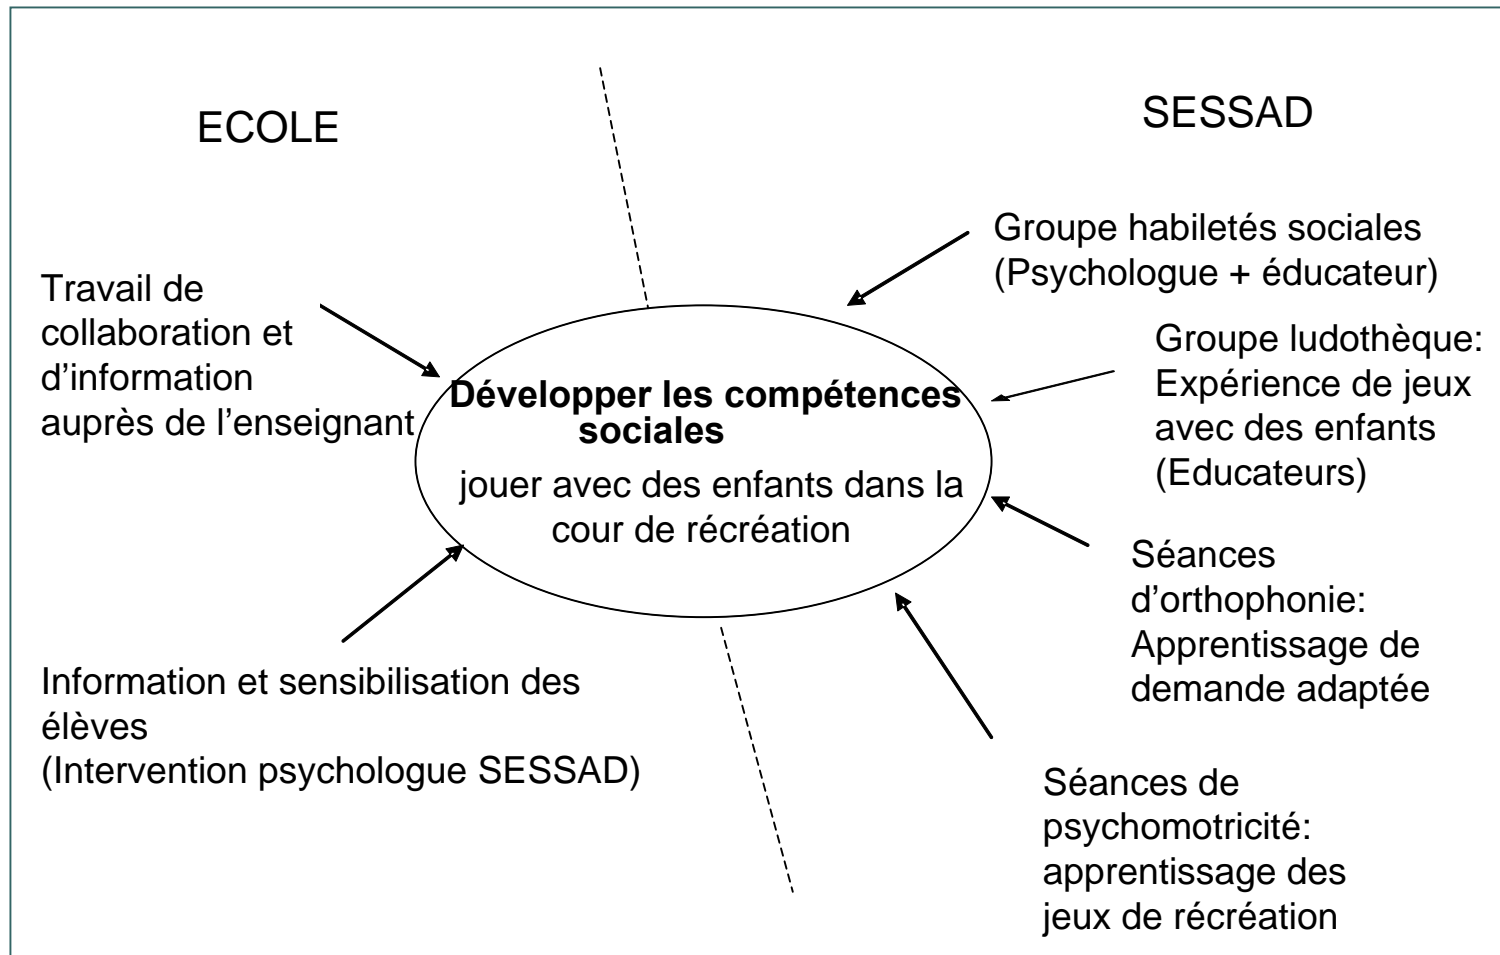 ECOLE
SESSAD
Travail de
collaboration et
d'information
auprès de l'enseignant
Information et sensibilisation des
élèves
(Intervention psychologue SESSAD)
Développer les compétences
sociales
jouer avec des enfants dans la
cour de récréation
Groupe habiletés sociales
(Psychologue + éducateur)
Groupe ludothèque:
Expérience de jeux
avec des enfants
(Educateurs)
Séances
d'orthophonie:
Apprentissage de
demande adaptée
Séances de
psychomotricité:
apprentissage des
jeux de récréation